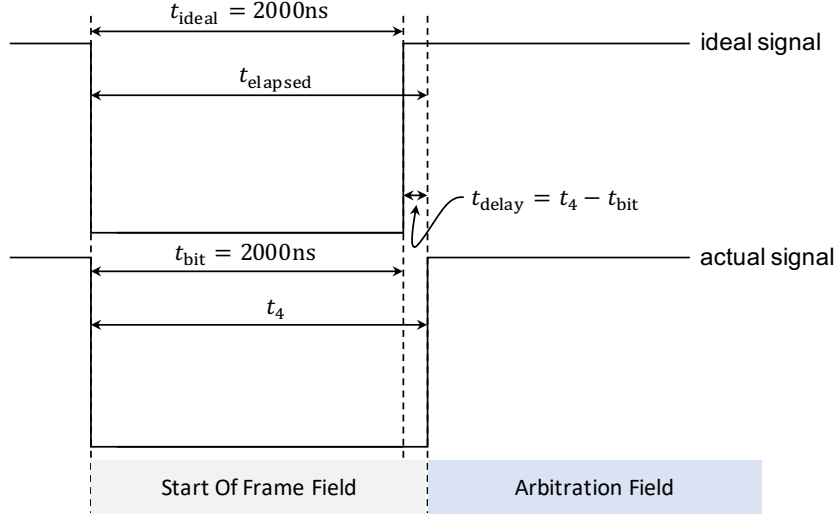 t_ideal = 2000ns
ideal signal
t_elapsed
t_delay = t_4 − t_bit
t_bit = 2000ns
actual signal
t_4
Start Of Frame Field
Arbitration Field